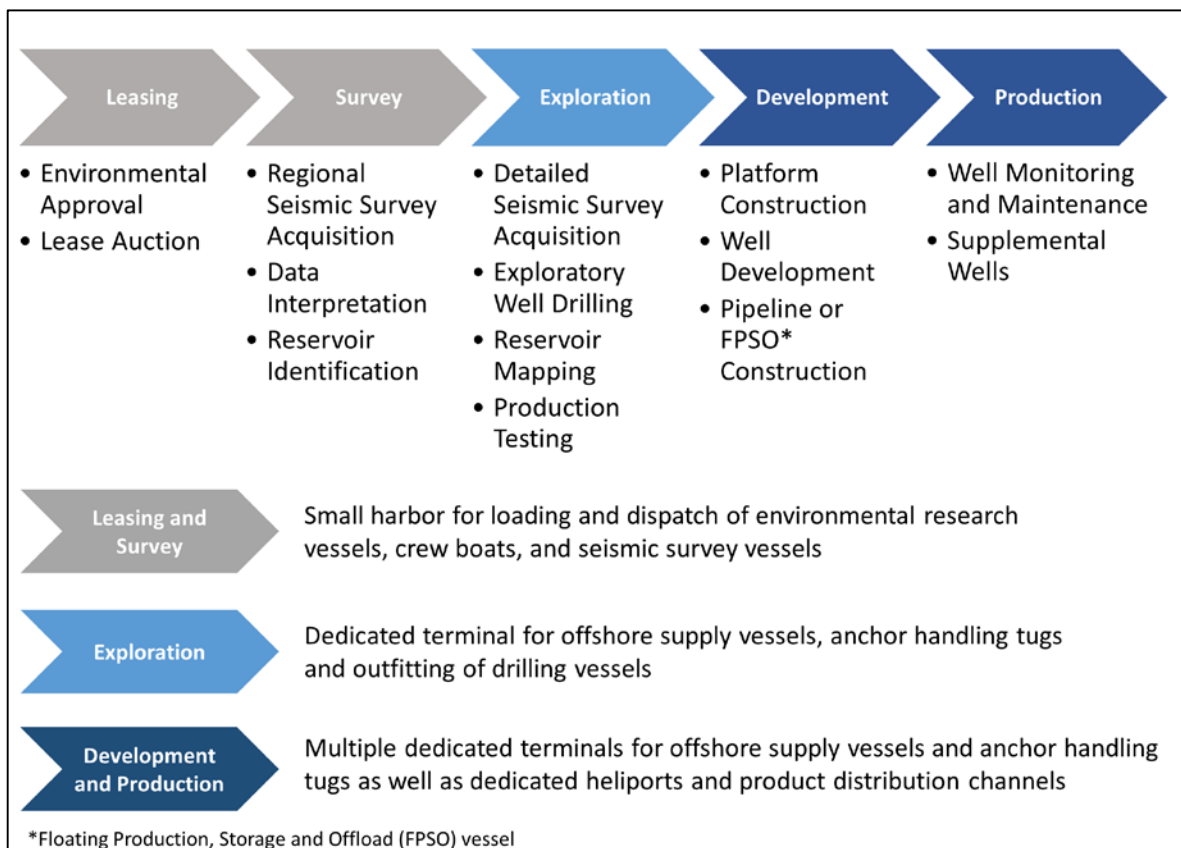 Leasing
Survey
Exploration
Development
Production
• Environmental
Approval
• Lease Auction
• Regional
Seismic Survey
Acquisition
• Data
Interpretation
• Reservoir
Identification
• Detailed
Seismic Survey
Acquisition
• Exploratory
Well Drilling
• Reservoir
Mapping
• Production
Testing
• Platform
Construction
• Well
Development
• Pipeline or
FPSO*
Construction
• Well Monitoring
and Maintenance
• Supplemental
Wells
Leasing and
Survey
Small harbor for loading and dispatch of environmental research
vessels, crew boats, and seismic survey vessels
Exploration
Dedicated terminal for offshore supply vessels, anchor handling tugs
and outfitting of drilling vessels
Development
and Production
Multiple dedicated terminals for offshore supply vessels and anchor handling
tugs as well as dedicated heliports and product distribution channels
*Floating Production, Storage and Offload (FPSO) vessel